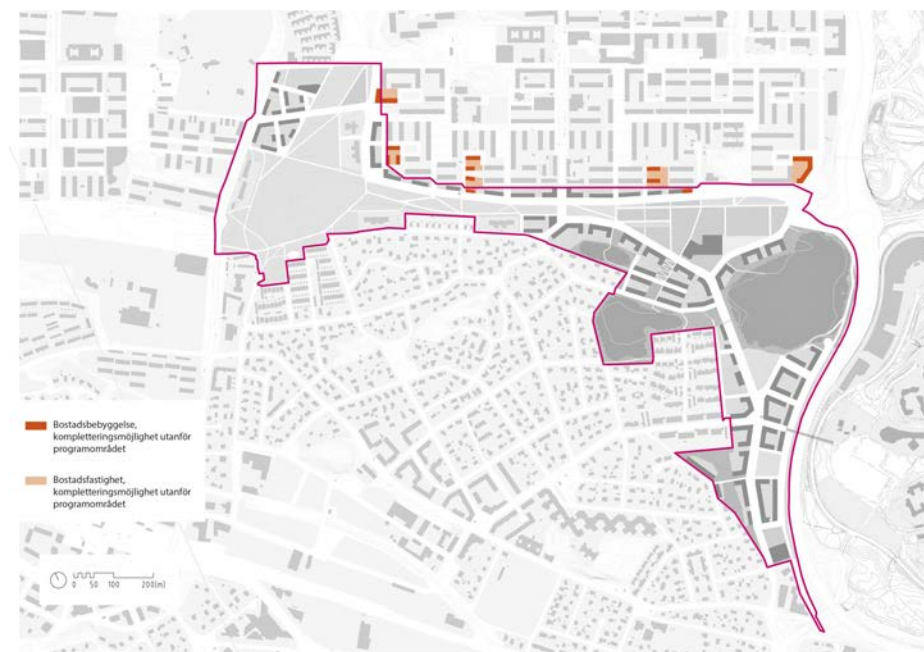 Bostadsbebyggelse,
kompletteringsmöjlighet utanför
programområdet
Bostadsfastighet,
kompletteringsmöjlighet utanför
programområdet
0 50 100 200(m)